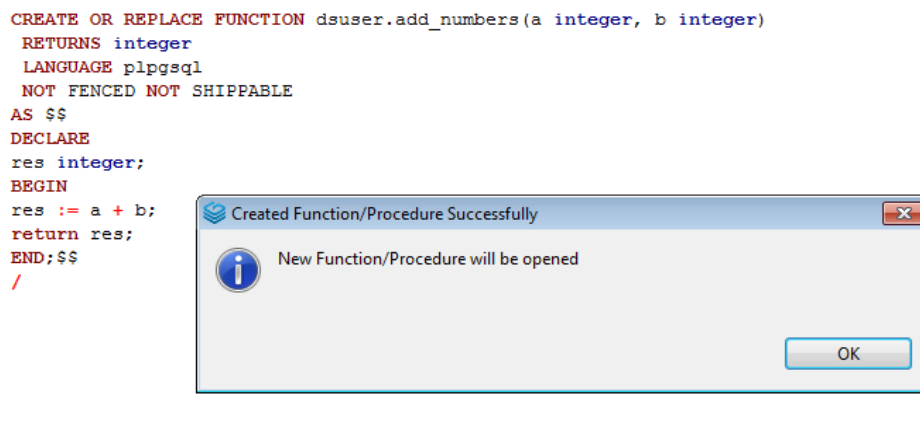 CREATE OR REPLACE FUNCTION dsuser.add_numbers(a integer, b integer)
RETURNS integer
LANGUAGE plpgsql
NOT FENCED NOT SHIPPABLE
AS $$
DECLARE
res integer;
BEGIN
res := a + b;
return res;
END;$$
/
Created Function/Procedure Successfully
New Function/Procedure will be opened
OK